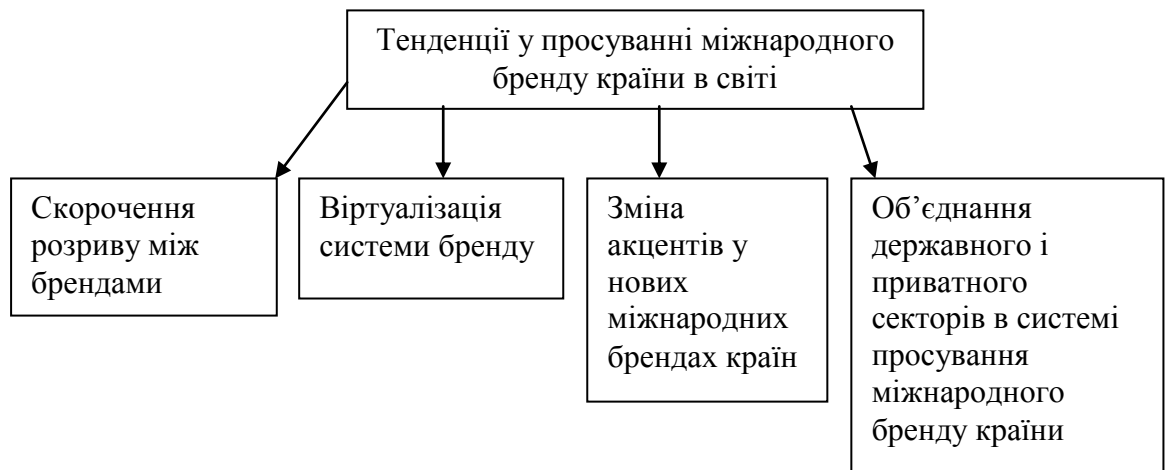 Тенденції у просуванні міжнародного
бренду країни в світі
Скорочення
розриву між
брендами
Віртуалізація
системи бренду
Зміна
акцентів у
нових
міжнародних
брендах країн
Об’єднання
державного і
приватного
секторів в системі
просування
міжнародного
бренду країни